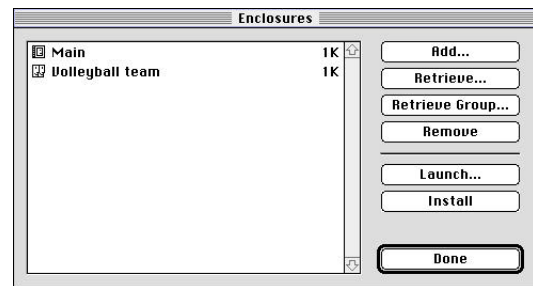 Enclosures
Main 1K
Volleyball team 1K
Add...
Retrieve...
Retrieve Group...
Remove
Launch...
Install
Done